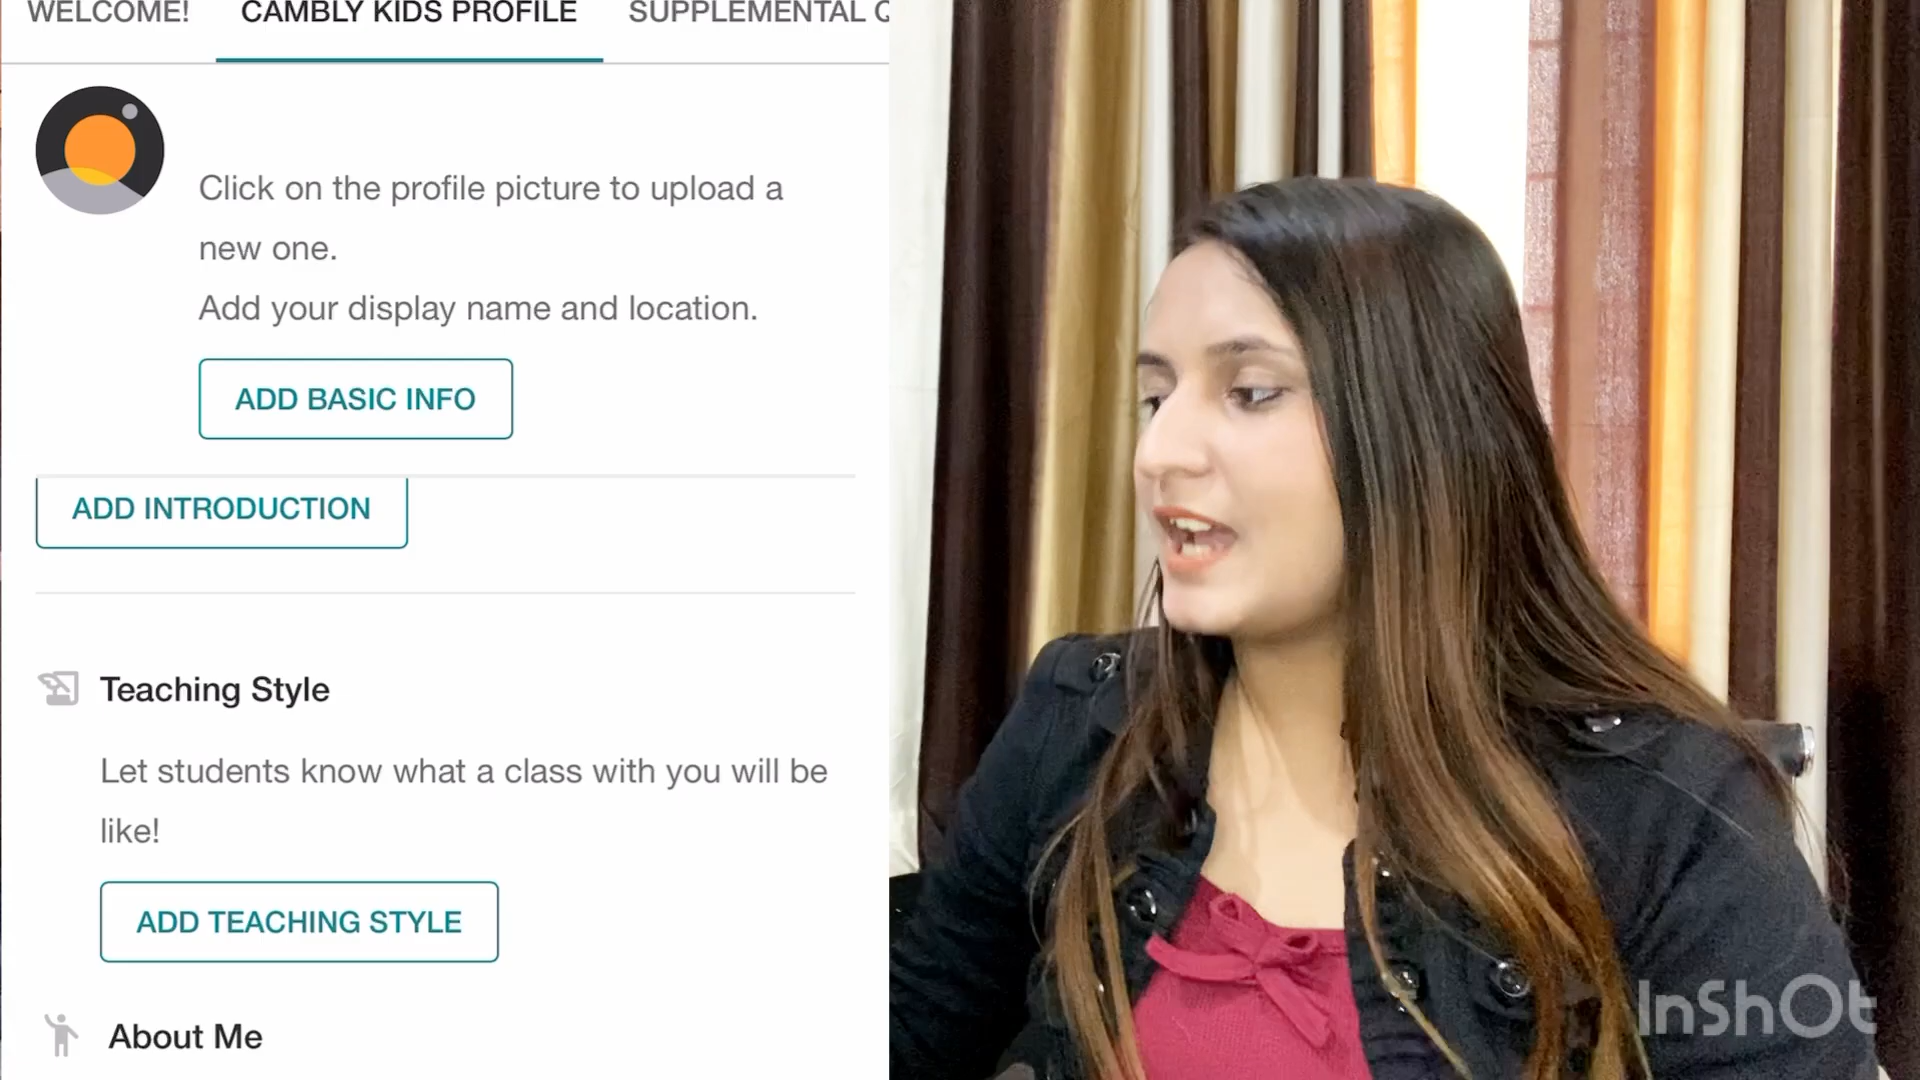 WELCOME!
CAMBLY KIDS PROFILE
SUPPLEMENTAL Q
Click on the profile picture to upload a
new one.
Add your display name and location.
ADD BASIC INFO
ADD INTRODUCTION
Teaching Style
Let students know what a class with you will be
like!
ADD TEACHING STYLE
About Me
InShOt